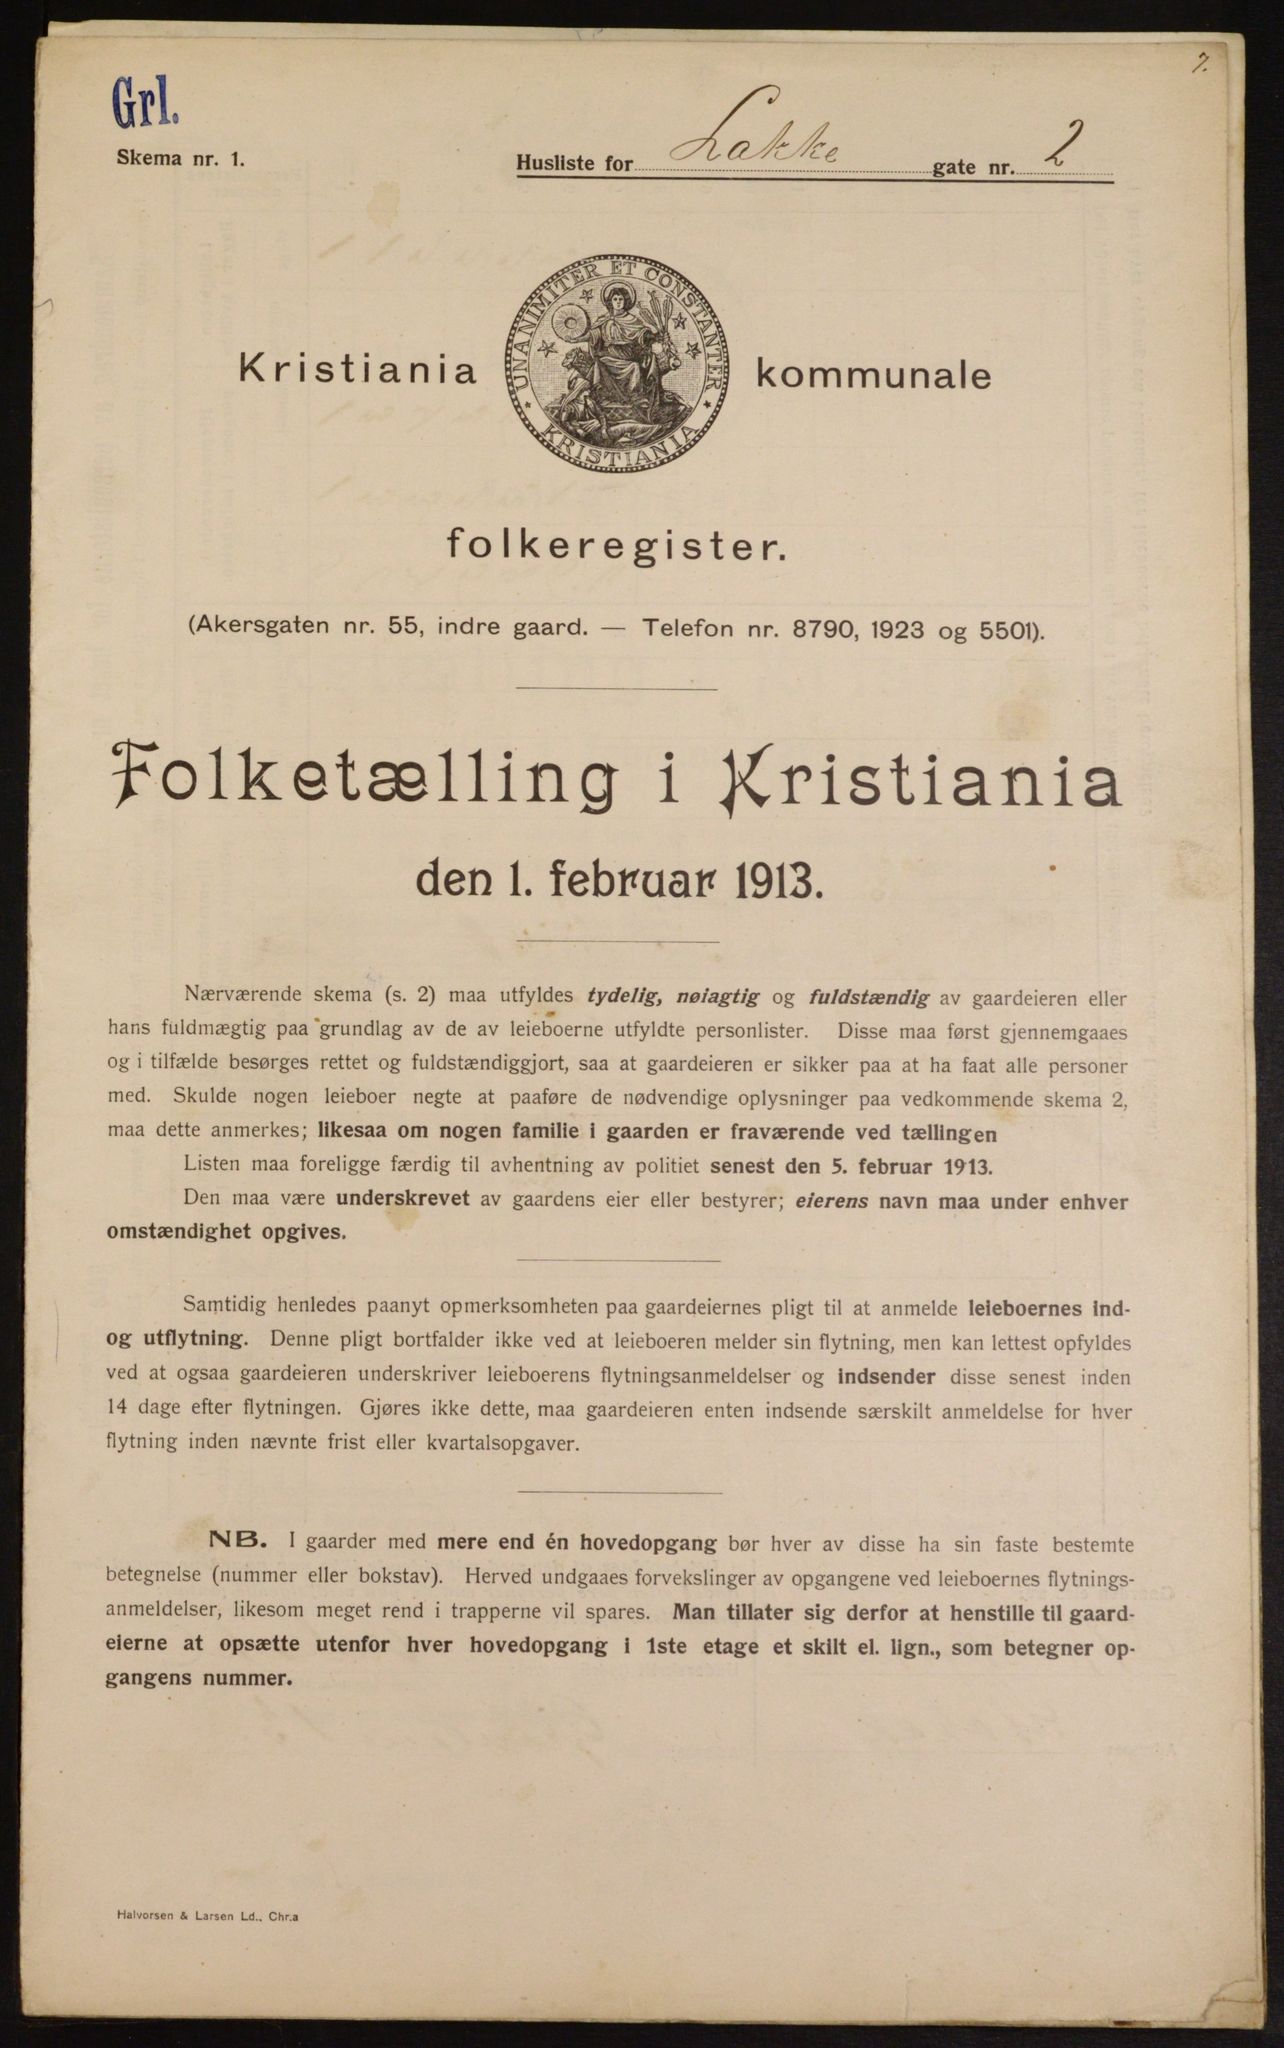 7.
Grl.
Skema nr. 1.
Husliste for Lakke gate nr. 2
UNANIMITER ET CONSTANTER
KRISTIANIA
Kristiania kommunale
folkeregister.
(Akersgaten nr. 55, indre gaard. — Telefon nr. 8790, 1923 og 5501).
Folketælling i Kristiania
den 1. februar 1913.
Nærværende skema (s. 2) maa utfyldes tydelig, nøiagtig og fuldstændig av gaardeieren eller
hans fuldmægtig paa grundlag av de av leieboerne utfyldte personlister. Disse maa først gjennemgaaes
og i tilfælde besørges rettet og fuldstændiggjort, saa at gaardeieren er sikker paa at ha faat alle personer
med. Skulde nogen leieboer negte at paaføre de nødvendige oplysninger paa vedkommende skema 2,
maa dette anmerkes; likesaa om nogen familie i gaarden er fraværende ved tællingen
Listen maa foreligge færdig til avhentning av politiet senest den 5. februar 1913.
Den maa være underskrevet av gaardens eier eller bestyrer; eierens navn maa under enhver
omstændighet opgives.
Samtidig henledes paanyt opmerksomheten paa gaardeiernes pligt til at anmelde leieboernes ind-
og utflytning. Denne pligt bortfalder ikke ved at leieboeren melder sin flytning, men kan lettest opfyldes
ved at ogsaa gaardeieren underskriver leieboerens flytningsanmeldelser og indsender disse senest inden
14 dage efter flytningen. Gjøres ikke dette, maa gaardeieren enten indsende særskilt anmeldelse for hver
flytning inden nævnte frist eller kvartalsopgaver.
NB. I gaarder med mere end én hovedopgang bør hver av disse ha sin faste bestemte
betegnelse (nummer eller bokstav). Herved undgaaes forvekslinger av opgangene ved leieboernes flytnings-
anmeldelser, likesom meget rend i trapperne vil spares. Man tillater sig derfor at henstille til gaard-
eierne at opsætte utenfor hver hovedopgang i 1ste etage et skilt el. lign., som betegner op-
gangens nummer.
Halvorsen & Larsen Ld., Chr.a